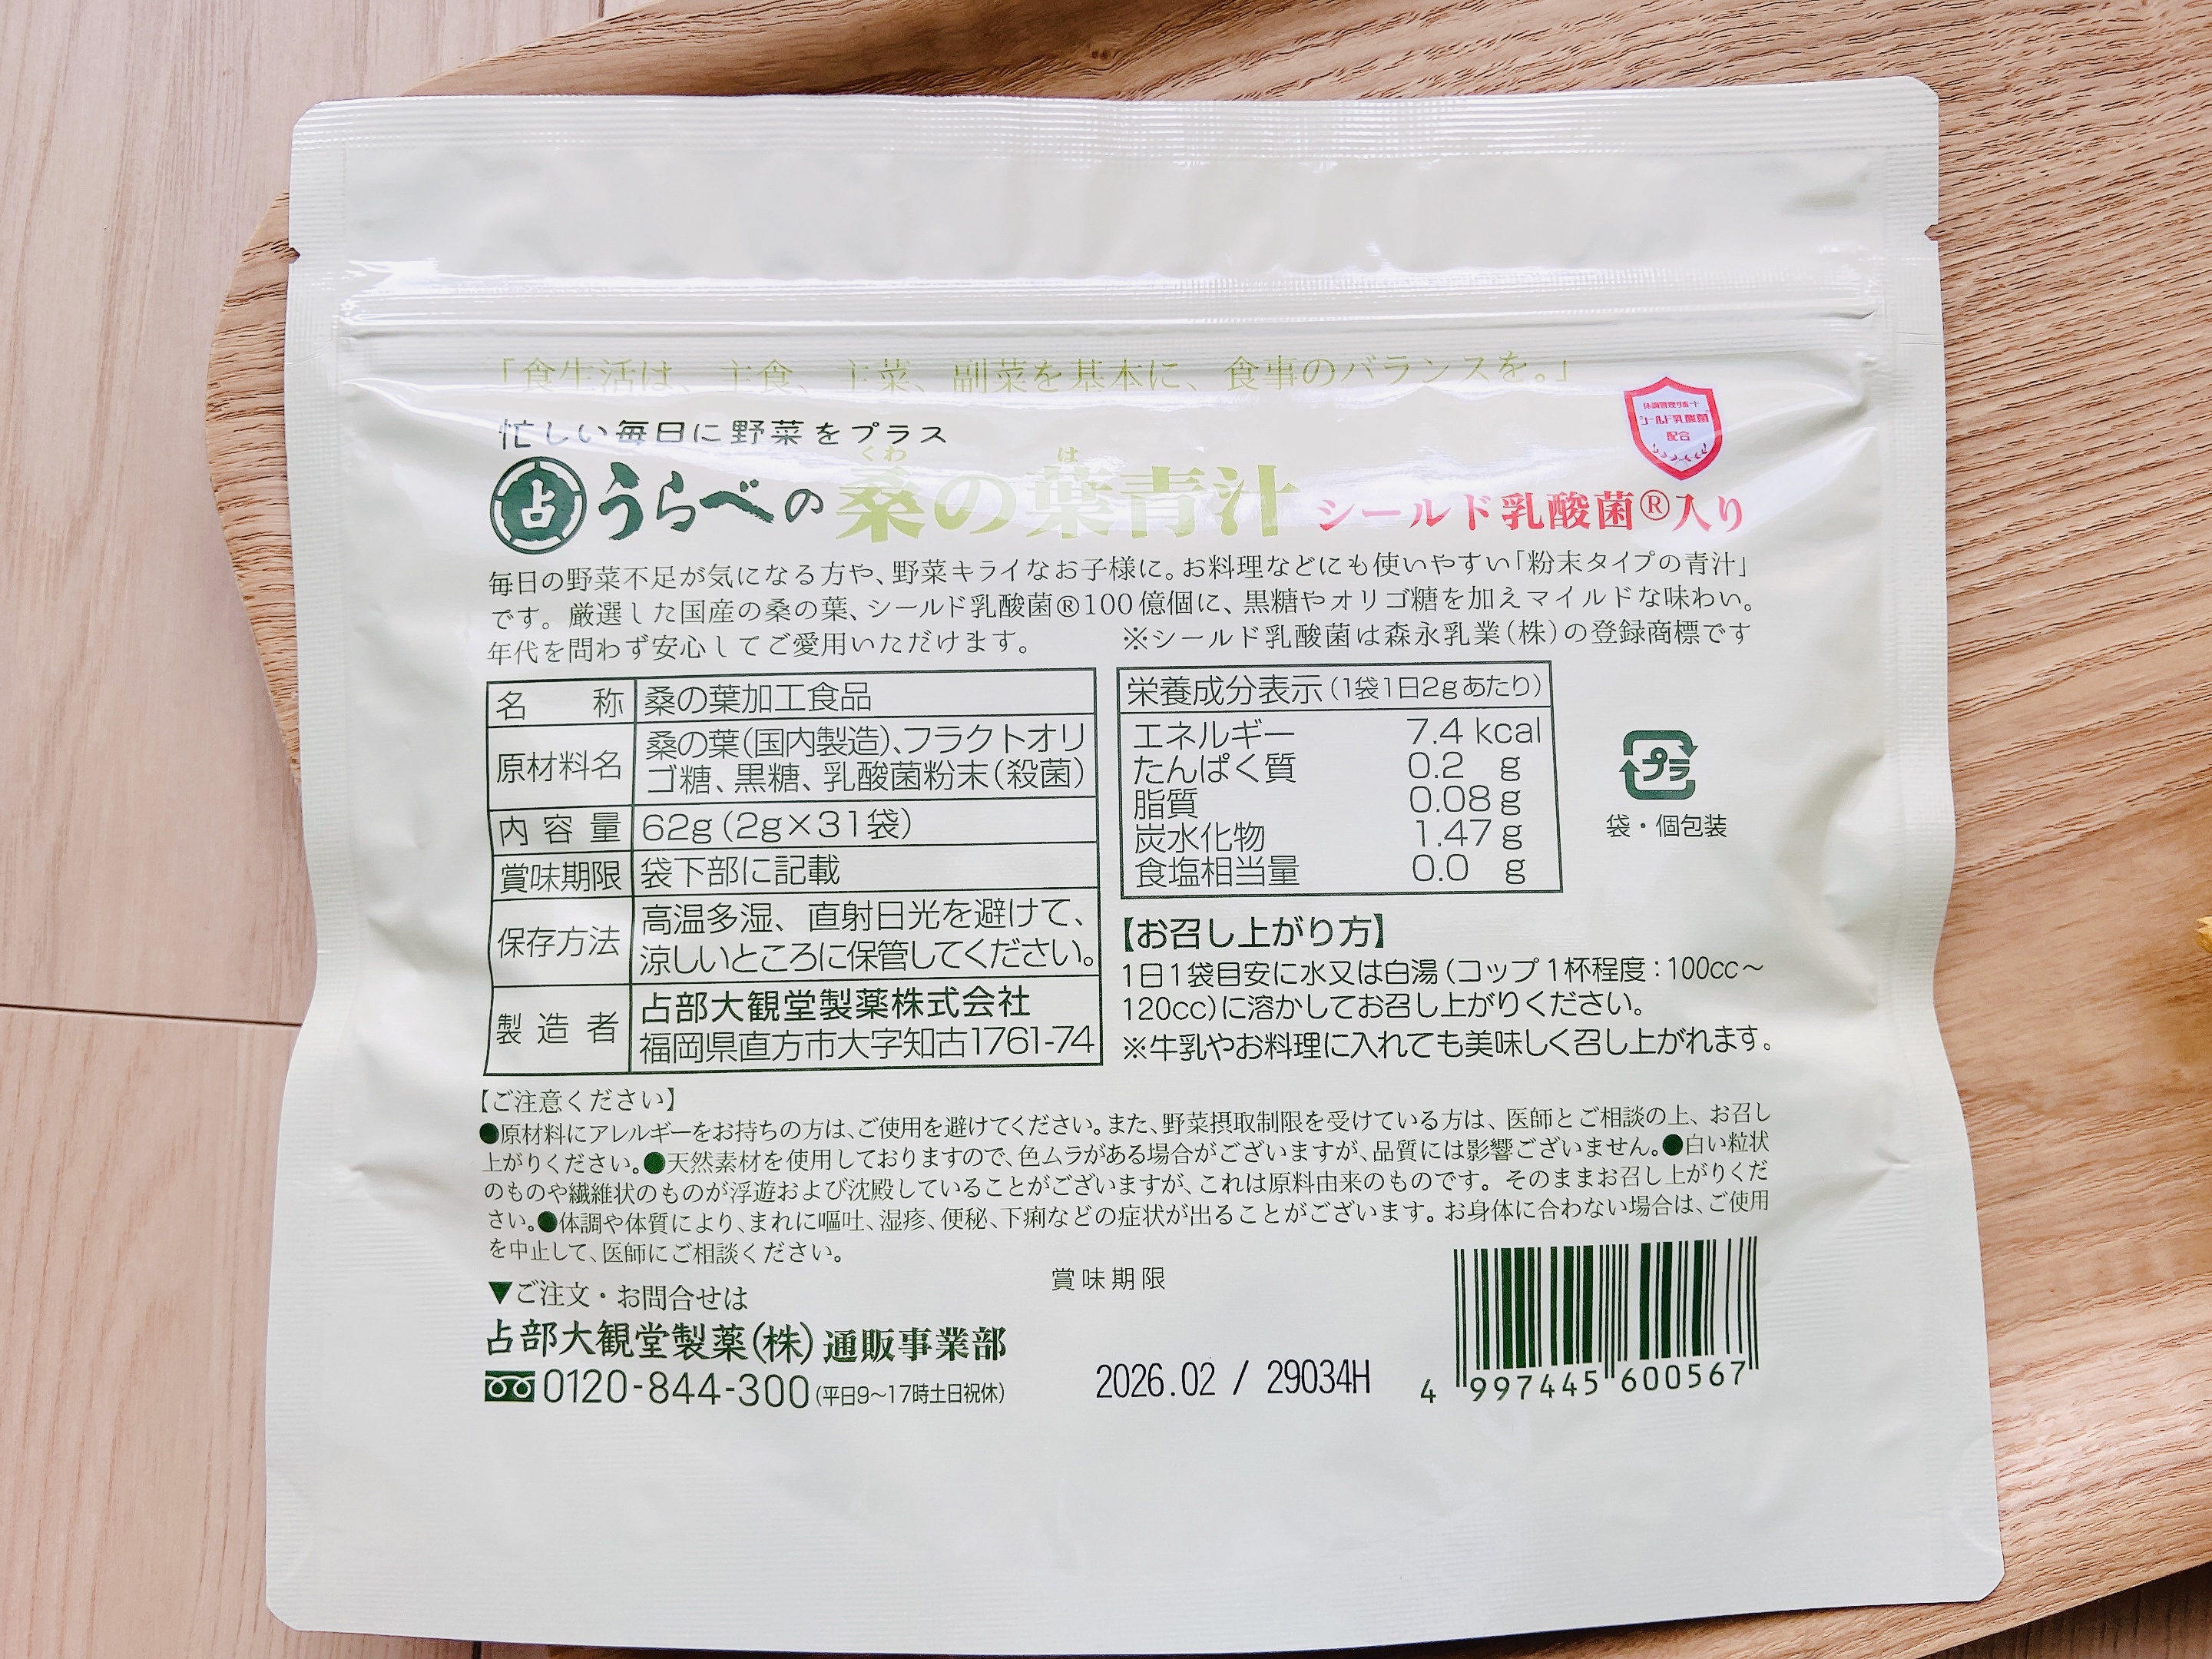 「食生活は、主食、主菜、副菜を基本に、食事のバランスを。」
忙しい毎日に野菜をプラス
体調管理サポート
シールド乳酸菌
配合
くわ は
占 うらべの 桑の葉青汁 シールド乳酸菌®入り
毎日の野菜不足が気になる方や、野菜キライなお子様に。お料理などにも使いやすい「粉末タイプの青汁」
です。厳選した国産の桑の葉、シールド乳酸菌®100億個に、黒糖やオリゴ糖を加えマイルドな味わい。
年代を問わず安心してご愛用いただけます。 ※シールド乳酸菌は森永乳業(株)の登録商標です
名 称 桑の葉加工食品
原材料名 桑の葉(国内製造)、フラクトオリ
ゴ糖、黒糖、乳酸菌粉末(殺菌)
内容量 62g(2g×31袋)
賞味期限 袋下部に記載
保存方法 高温多湿、直射日光を避けて、
涼しいところに保管してください。
製造者 占部大観堂製薬株式会社
福岡県直方市大字知古1761-74
栄養成分表示(1袋1日2gあたり)
エネルギー 7.4 kcal
たんぱく質 0.2 g
脂質 0.08 g
炭水化物 1.47 g
食塩相当量 0.0 g
プラ
袋・個包装
【お召し上がり方】
1日1袋目安に水又は白湯(コップ1杯程度:100cc〜
120cc)に溶かしてお召し上がりください。
※牛乳やお料理に入れても美味しく召し上がれます。
【ご注意ください】
●原材料にアレルギーをお持ちの方は、ご使用を避けてください。また、野菜摂取制限を受けている方は、医師とご相談の上、お召し
上がりください。●天然素材を使用しておりますので、色ムラがある場合がございますが、品質には影響ございません。●白い粒状
のものや繊維状のものが浮遊および沈殿していることがございますが、これは原料由来のものです。そのままお召し上がりくだ
さい。●体調や体質により、まれに嘔吐、湿疹、便秘、下痢などの症状が出ることがございます。お身体に合わない場合は、ご使用
を中止して、医師にご相談ください。
▼ご注文・お問合せは
占部大観堂製薬(株)通販事業部
0120-844-300(平日9〜17時土日祝休)
賞味期限
2026.02 / 29034H
4 997445 600567